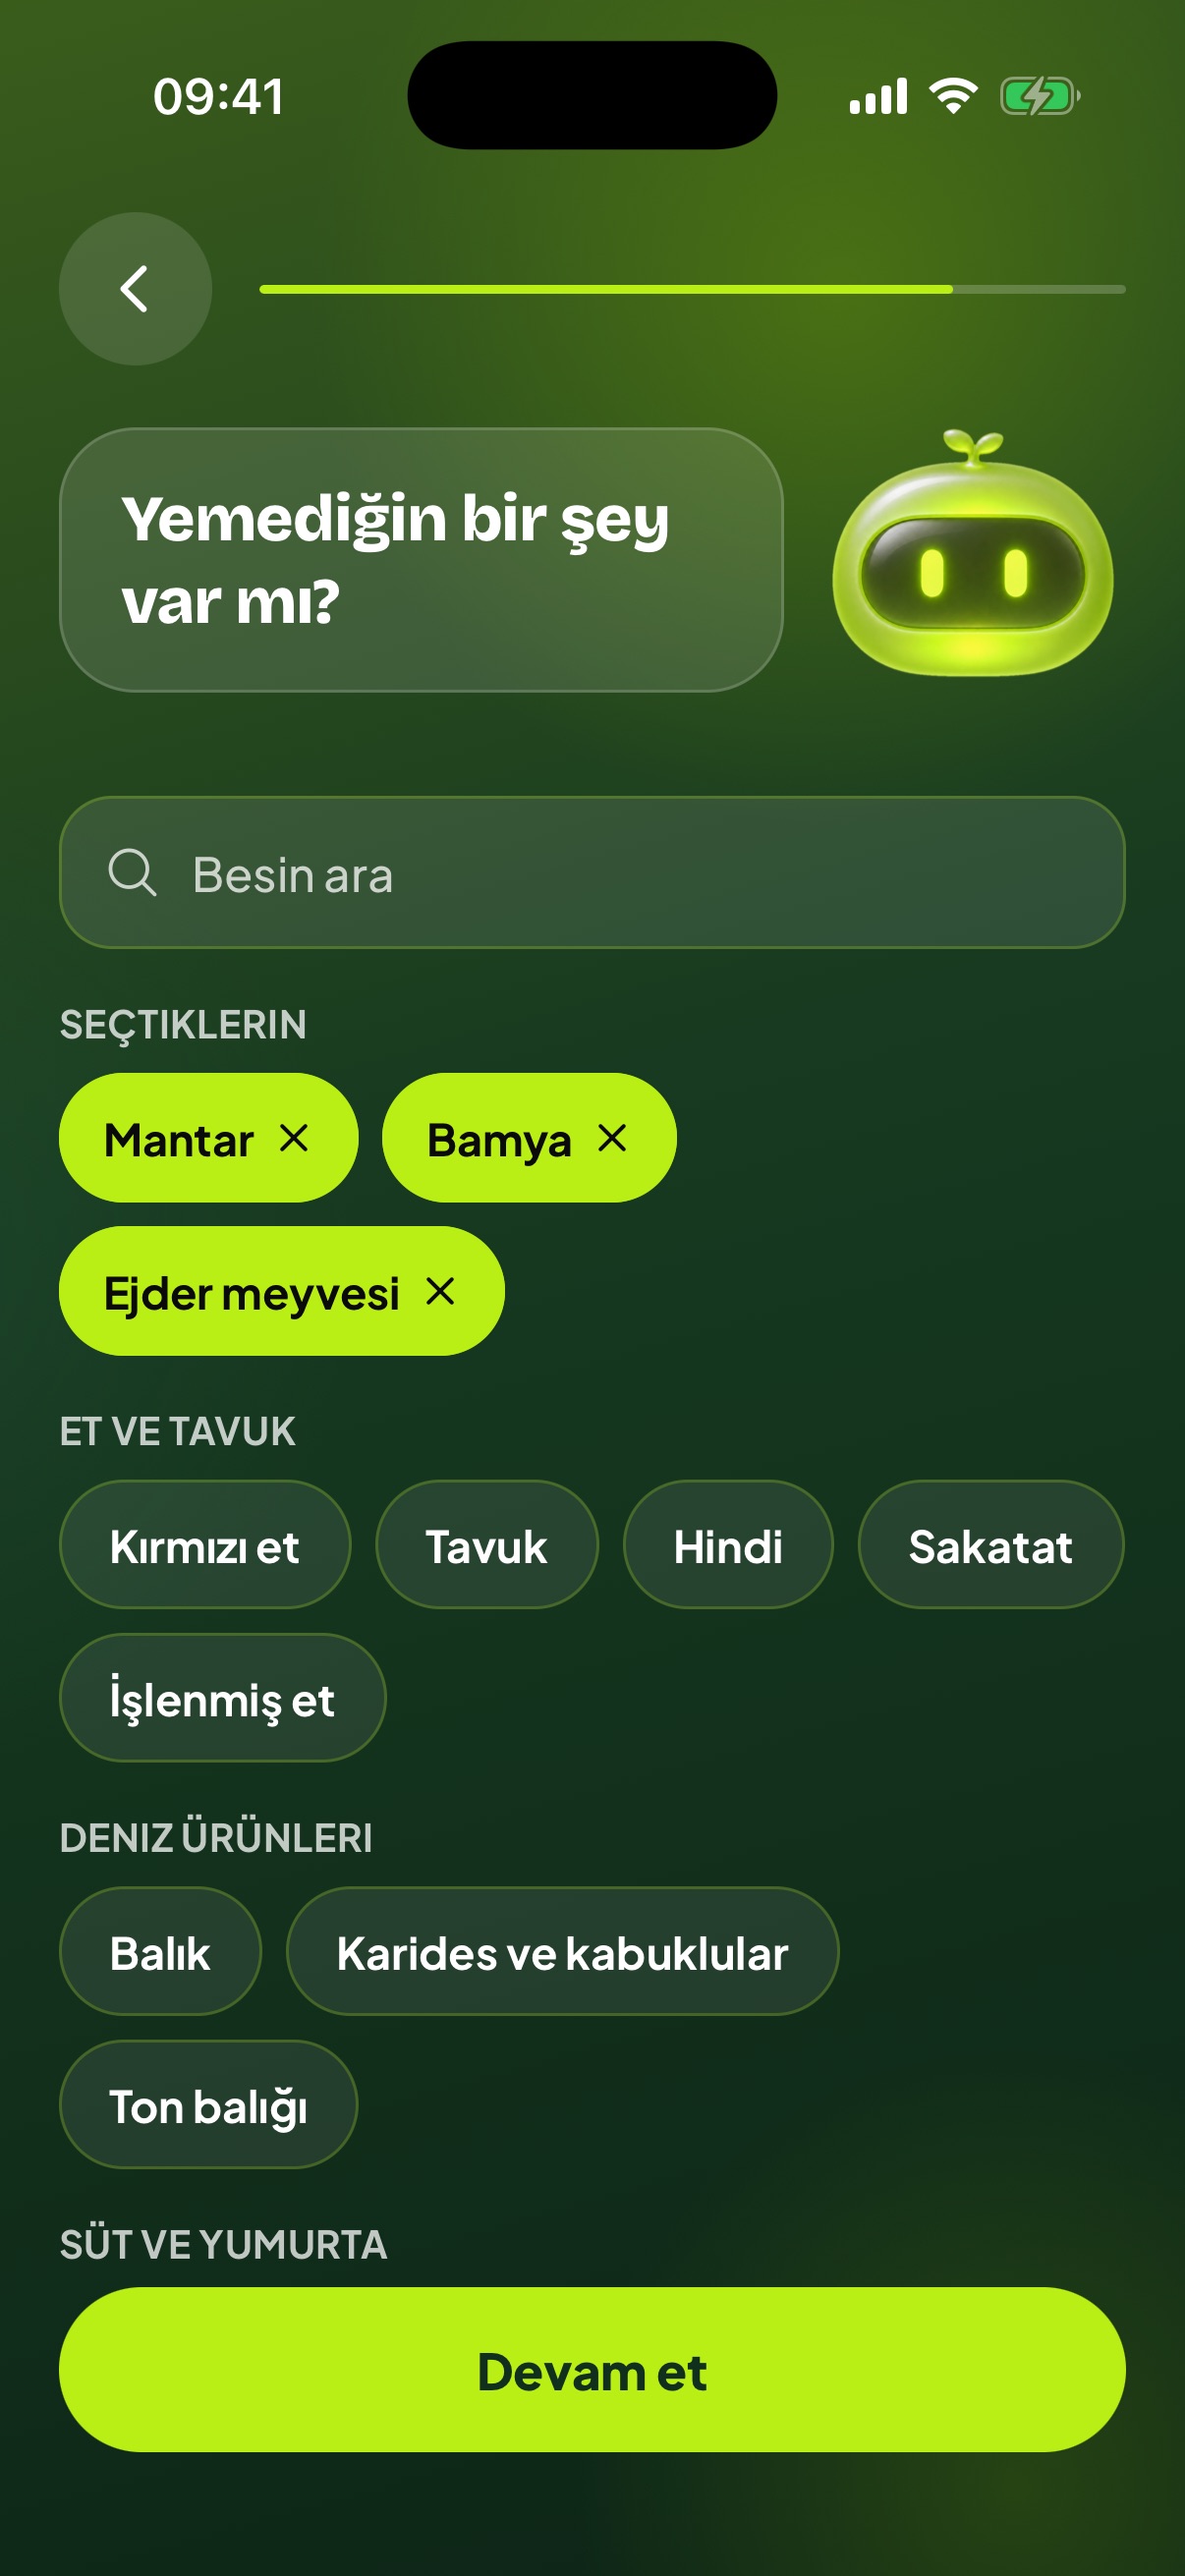 09:41
Yemediğin bir şey
var mı?
Besin ara
SEÇTIKLERIN
Mantar
Bamya
Ejder meyvesi
ET VE TAVUK
Kırmızı et
Tavuk
Hindi
Sakatat
İşlenmiş et
DENIZ ÜRÜNLERI
Balık
Karides ve kabuklular
Ton balığı
SÜT VE YUMURTA
Devam et